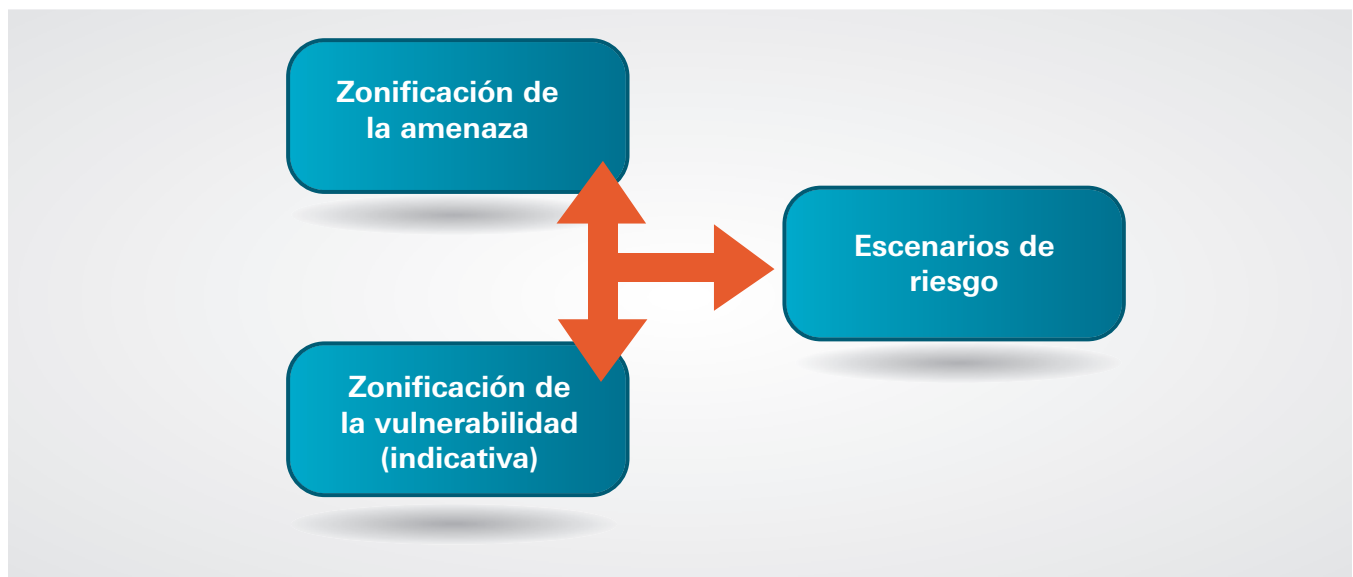 Zonificación de
la amenaza
Escenarios de
riesgo
Zonificación de
la vulnerabilidad
(indicativa)